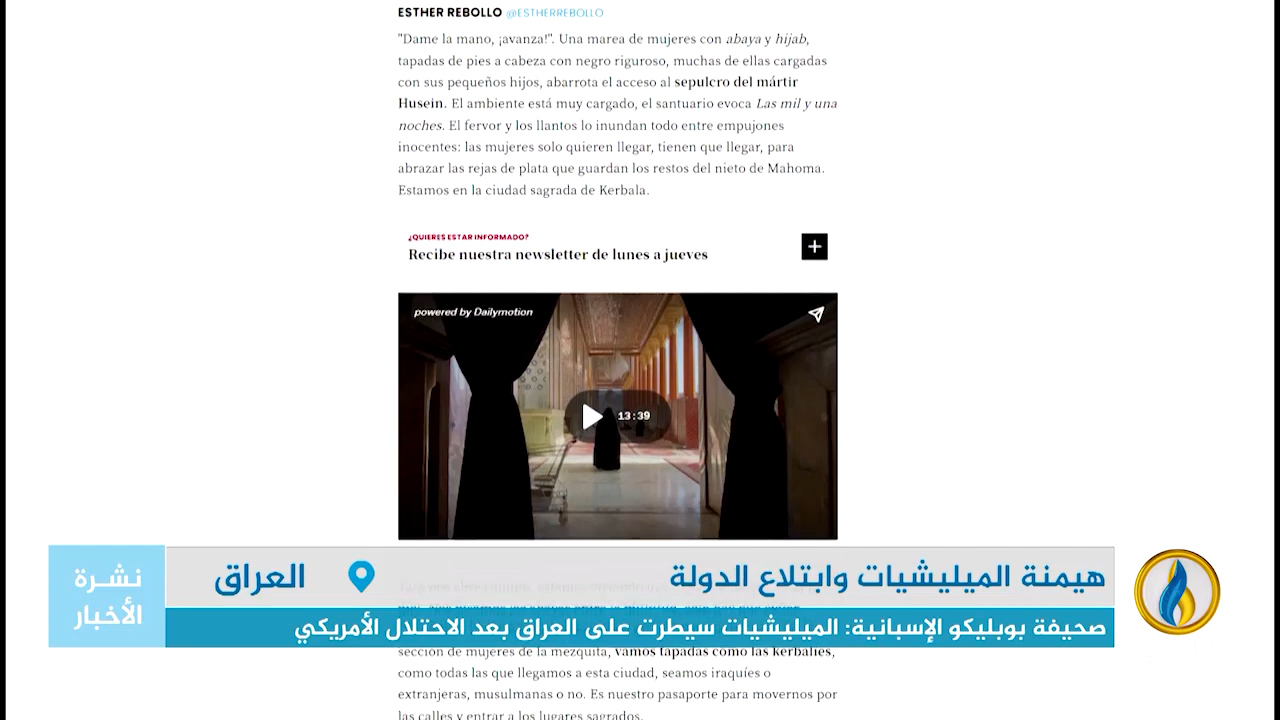 ESTHER REBOLLO @ESTHERREBOLLO
"Dame la mano, ¡avanza!". Una marea de mujeres con abaya y hijab,
tapadas de pies a cabeza con negro riguroso, muchas de ellas cargadas
con sus pequeños hijos, abarrota el acceso al sepulcro del mártir
Husein. El ambiente está muy cargado, el santuario evoca Las mil y una
noches. El fervor y los llantos lo inundan todo entre empujones
inocentes: las mujeres solo quieren llegar, tienen que llegar, para
abrazar las rejas de plata que guardan los restos del nieto de Mahoma.
Estamos en la ciudad sagrada de Kerbala.
¿QUIERES ESTAR INFORMADO?
Recibe nuestra newsletter de lunes a jueves
powered by Dailymotion
13:39
هيمنة الميليشيات وابتلاع الدولة
العراق
نشرة
الأخبار
صحيفة بوبليكو الإسبانية: الميليشيات سيطرت على العراق بعد الاحتلال الأمريكي
sección de mujeres de la mezquita, vamos tapadas como las kerbalíes,
como todas las que llegamos a esta ciudad, seamos iraquíes o
extranjeras, musulmanas o no. Es nuestro pasaporte para movernos por
las calles y entrar a los lugares sagrados.